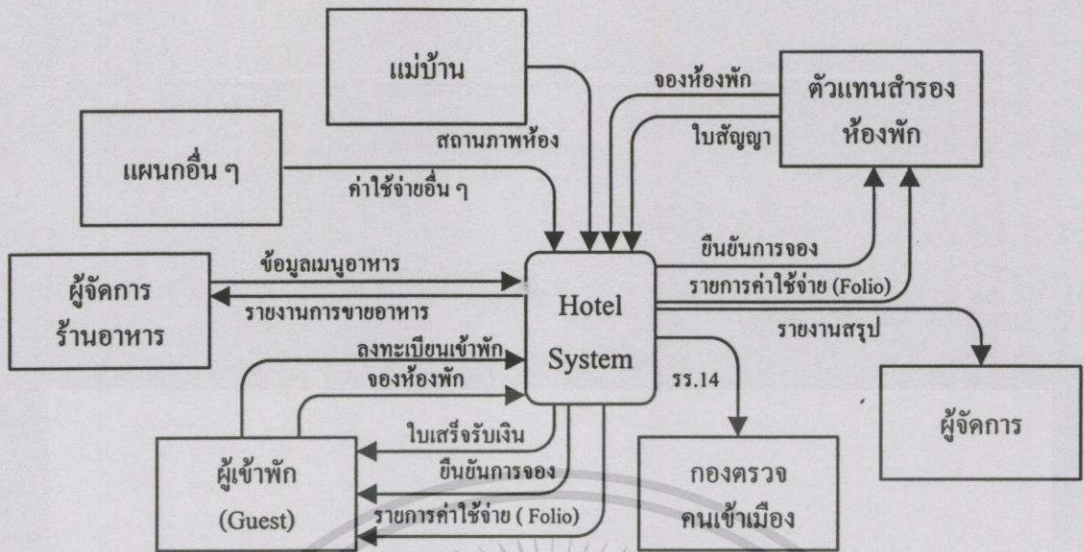 แม่บ้าน
จองห้องพัก
ตัวแทนสำรอง
ห้องพัก
ใบสัญญา
สถานภาพห้อง
แผนกอื่น ๆ
ค่าใช้จ่ายอื่น ๆ
ยืนยันการจอง
ข้อมูลเมนูอาหาร
รายการค่าใช้จ่าย (Folio)
ผู้จัดการ
ร้านอาหาร
Hotel
System
รายงานการขายอาหาร
รายงานสรุป
ลงทะเบียนเข้าพัก
จองห้องพัก
รร.14
ผู้จัดการ
ใบเสร็จรับเงิน
ผู้เข้าพัก
(Guest)
ยืนยันการจอง
กองตรวจ
คนเข้าเมือง
รายการค่าใช้จ่าย ( Folio)